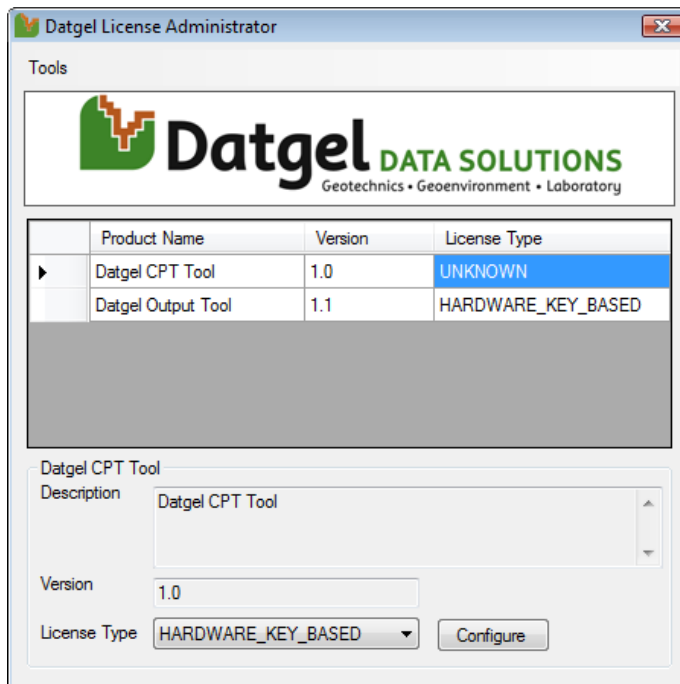 Datgel License Administrator
Tools
Datgel DATA SOLUTIONS
Geotechnics • Geoenvironment • Laboratory
Product Name Version License Type
Datgel CPT Tool 1.0 UNKNOWN
Datgel Output Tool 1.1 HARDWARE_KEY_BASED
Datgel CPT Tool
Description Datgel CPT Tool
Version 1.0
License Type HARDWARE_KEY_BASED Configure